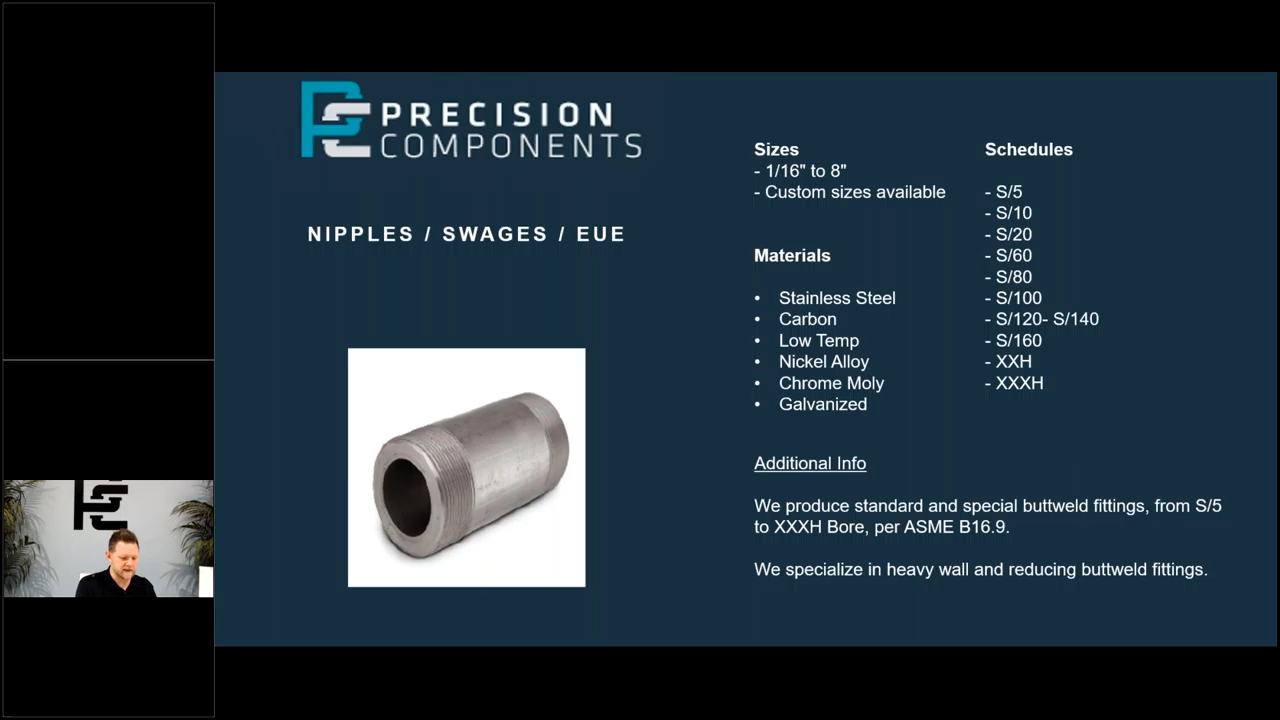 PRECISION
COMPONENTS
NIPPLES / SWAGES / EUE
Sizes
- 1/16" to 8"
- Custom sizes available
Materials
• Stainless Steel
• Carbon
• Low Temp
• Nickel Alloy
• Chrome Moly
• Galvanized
Schedules
- S/5
- S/10
- S/20
- S/60
- S/80
- S/100
- S/120- S/140
- S/160
- XXH
- XXXH
Additional Info
We produce standard and special buttweld fittings, from S/5
to XXXH Bore, per ASME B16.9.
We specialize in heavy wall and reducing buttweld fittings.